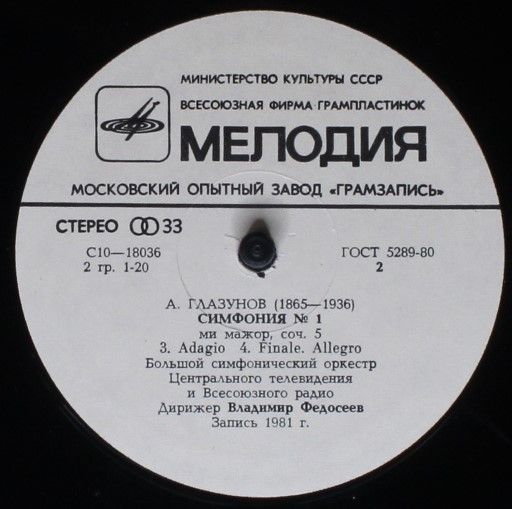 МИНИСТЕРСТВО КУЛЬТУРЫ СССР
ВСЕСОЮЗНАЯ ФИРМА ГРАМПЛАСТИНОК
МЕЛОДИЯ
МОСКОВСКИЙ ОПЫТНЫЙ ЗАВОД «ГРАМЗАПИСЬ»
СТЕРЕО 33
С10—18036 ГОСТ 5289-80
2 гр. 1-20 2
А. ГЛАЗУНОВ (1865—1936)
СИМФОНИЯ № 1
ми мажор, соч. 5
3. Adagio 4. Finale. Allegro
Большой симфонический оркестр
Центрального телевидения
и Всесоюзного радио
Дирижер Владимир Федосеев
Запись 1981 г.